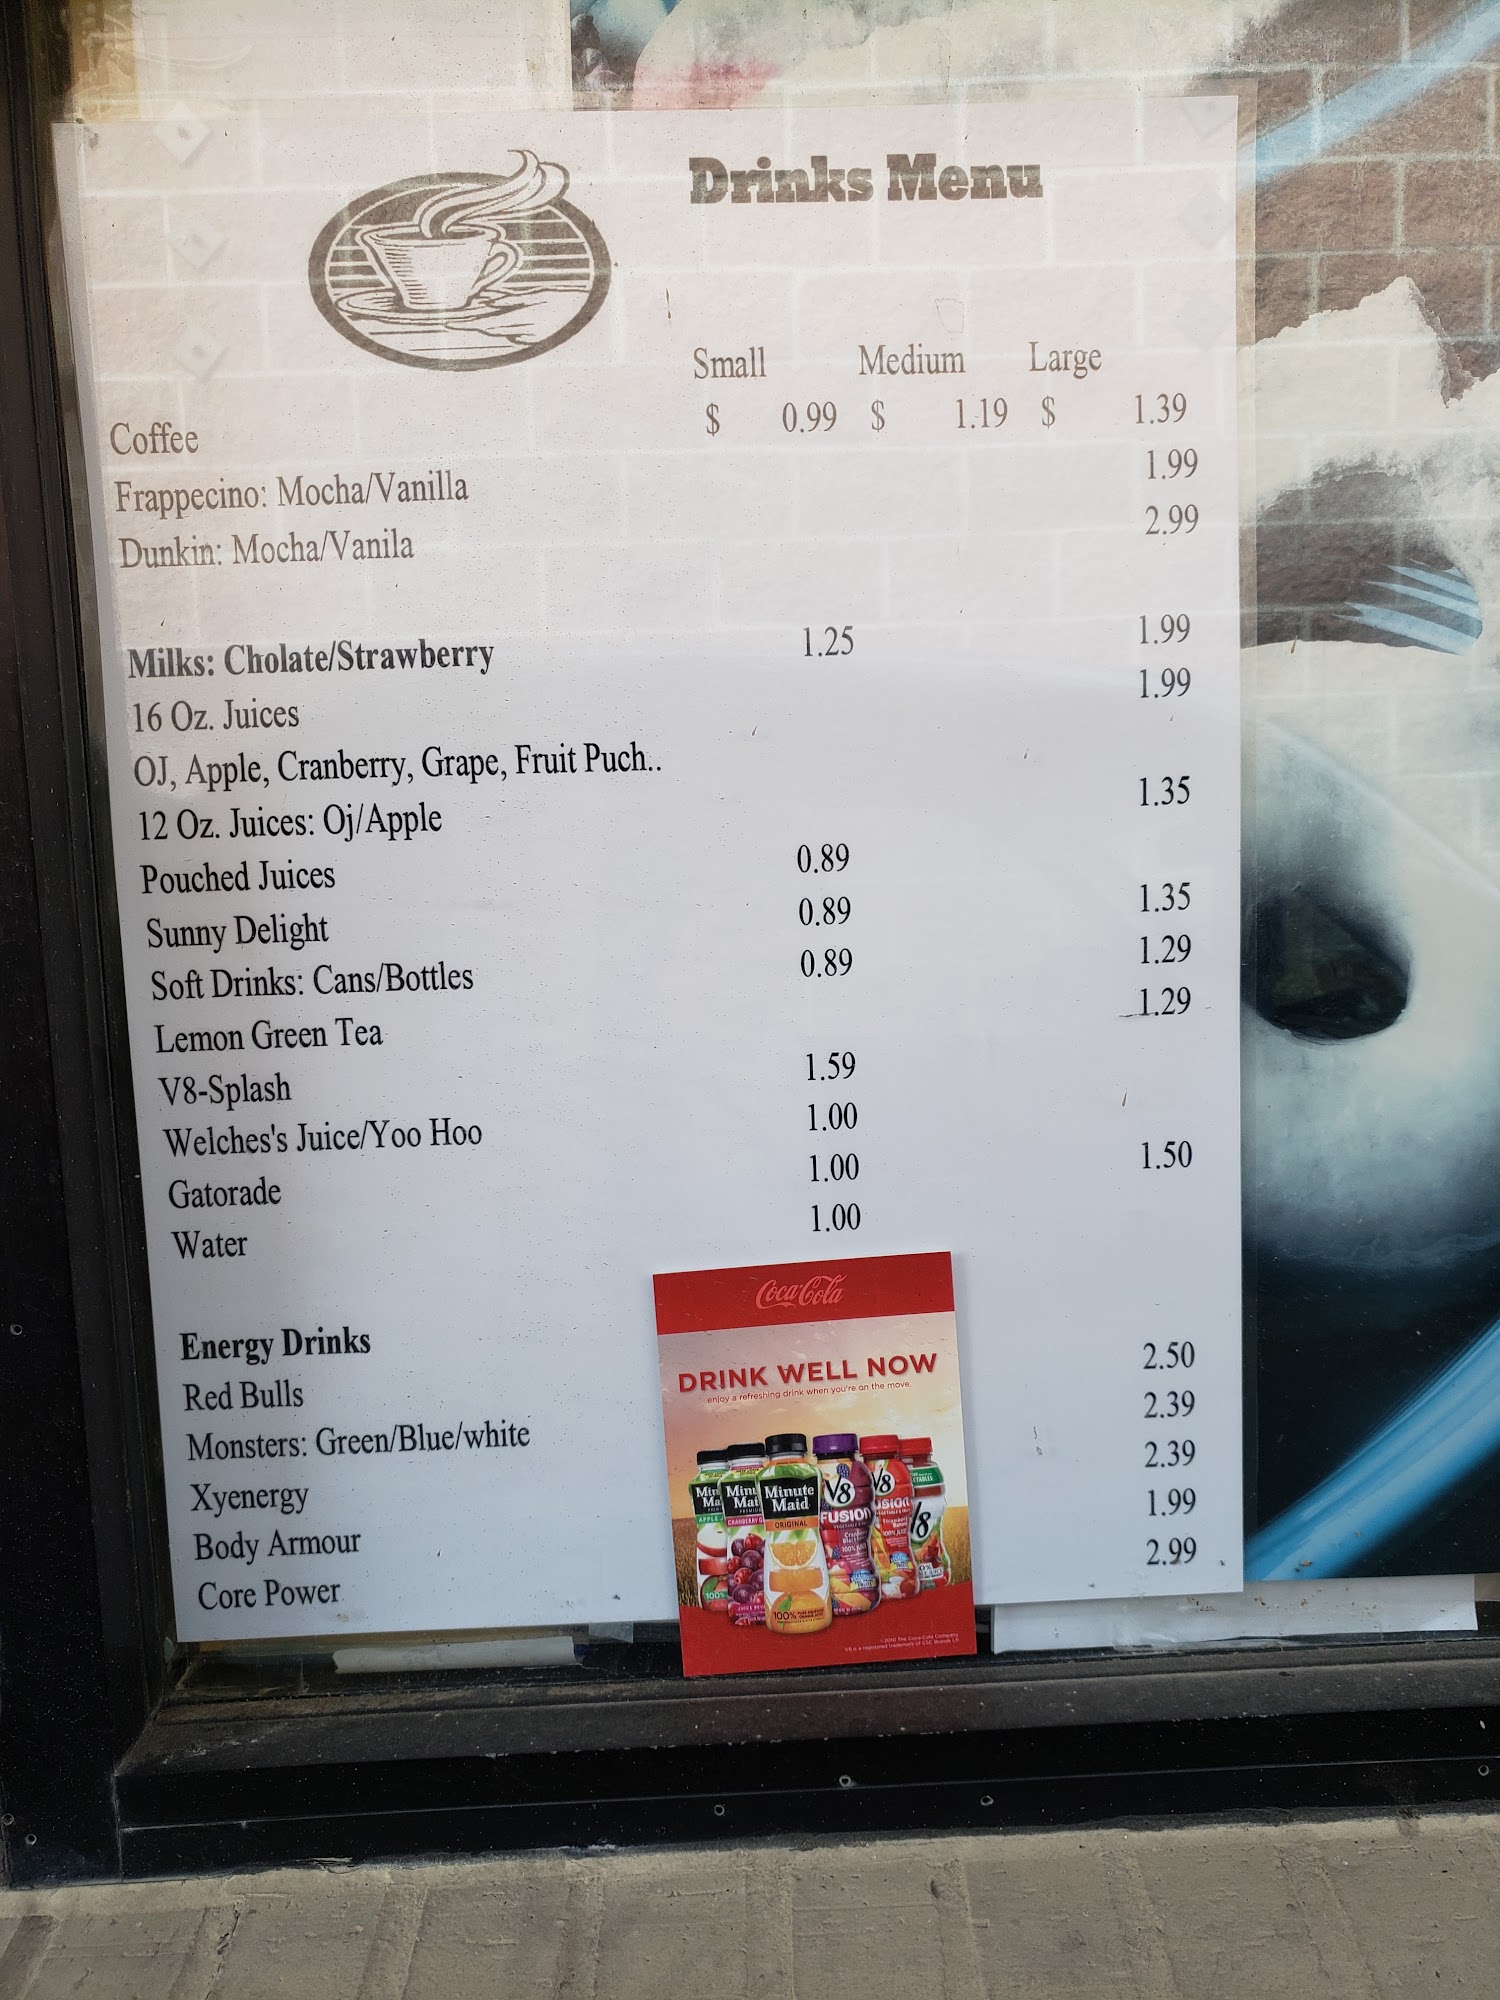 Drinks Menu
Small Medium Large
Coffee $ 0.99 $ 1.19 $ 1.39
Frappecino: Mocha/Vanilla 1.99
Dunkin: Mocha/Vanila 2.99
Milks: Cholate/Strawberry 1.25 1.99
16 Oz. Juices 1.99
OJ, Apple, Cranberry, Grape, Fruit Puch..
12 Oz. Juices: Oj/Apple 1.35
Pouched Juices 0.89
Sunny Delight 0.89 1.35
Soft Drinks: Cans/Bottles 0.89 1.29
Lemon Green Tea 1.29
V8-Splash 1.59
Welches's Juice/Yoo Hoo 1.00
Gatorade 1.00 1.50
Water 1.00
Energy Drinks
Red Bulls 2.50
Monsters: Green/Blue/white 2.39
Xyenergy 2.39
Body Armour 1.99
Core Power 2.99
Coca-Cola
DRINK WELL NOW
enjoy a refreshing drink when you're on the move.
Minute
Maid
ORIGINAL
V8
FUSION
V8